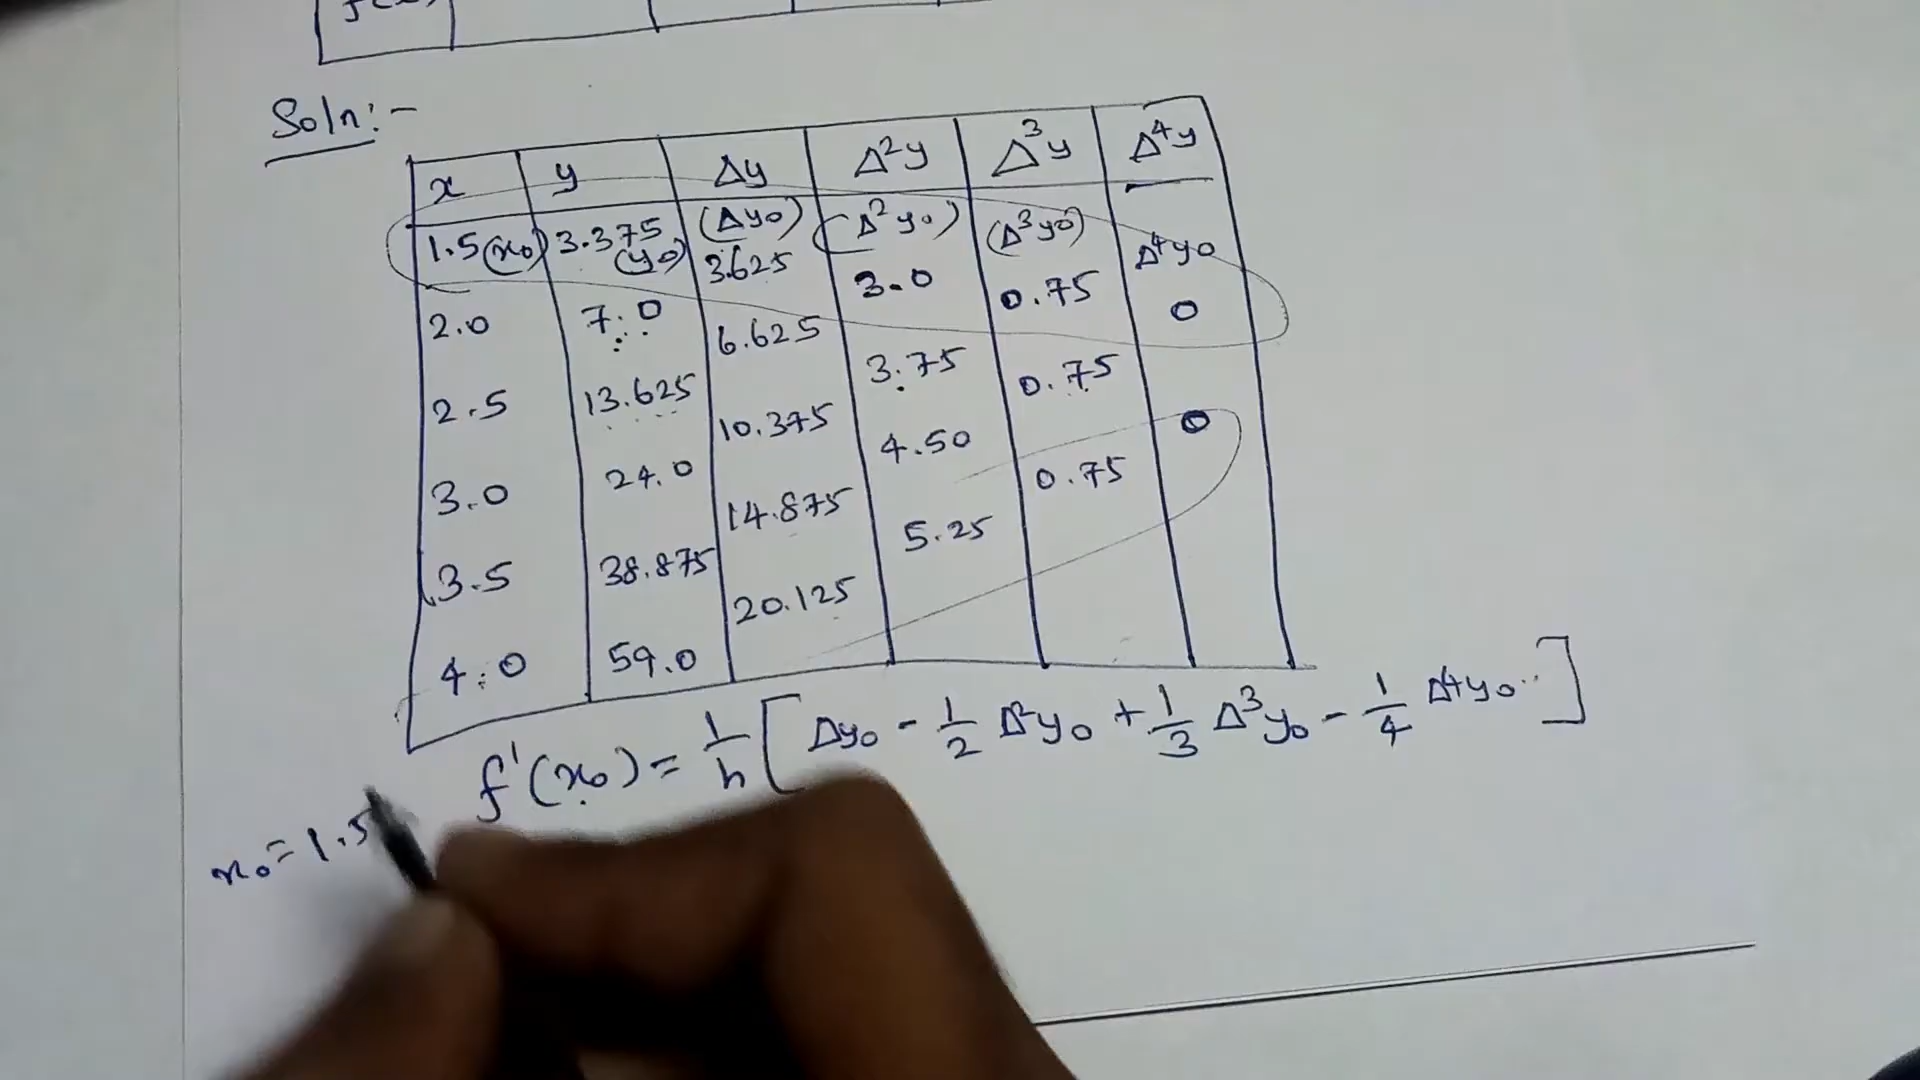 Soln:-
x y Δy Δ²y Δ³y Δ⁴y
1.5(x₀) 3.375 (y₀) (Δy₀) 3.625 (Δ²y₀) 3.0 (Δ³y₀) 0.75 Δ⁴y₀ 0
2.0 7.0 6.625 3.75 0.75 0
2.5 13.625 10.375 4.50 0.75
3.0 24.0 14.875 5.25
3.5 38.875 20.125
4.0 59.0
f'(x₀) = 1/h [ Δy₀ - 1/2 Δ²y₀ + 1/3 Δ³y₀ - 1/4 Δ⁴y₀.. ]
x₀ = 1.5